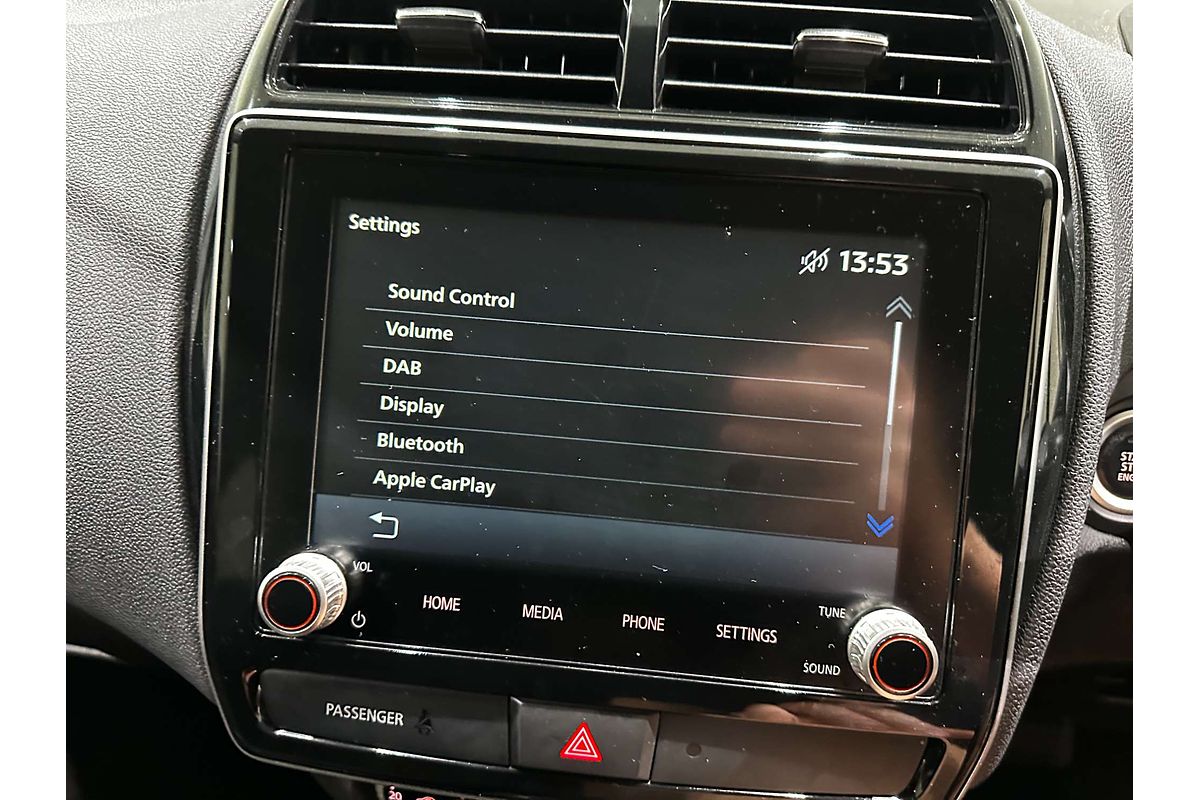 Settings
13:53
Sound Control
Volume
DAB
Display
Bluetooth
Apple CarPlay
VOL
HOME
MEDIA
PHONE
SETTINGS
TUNE
SOUND
PASSENGER
20